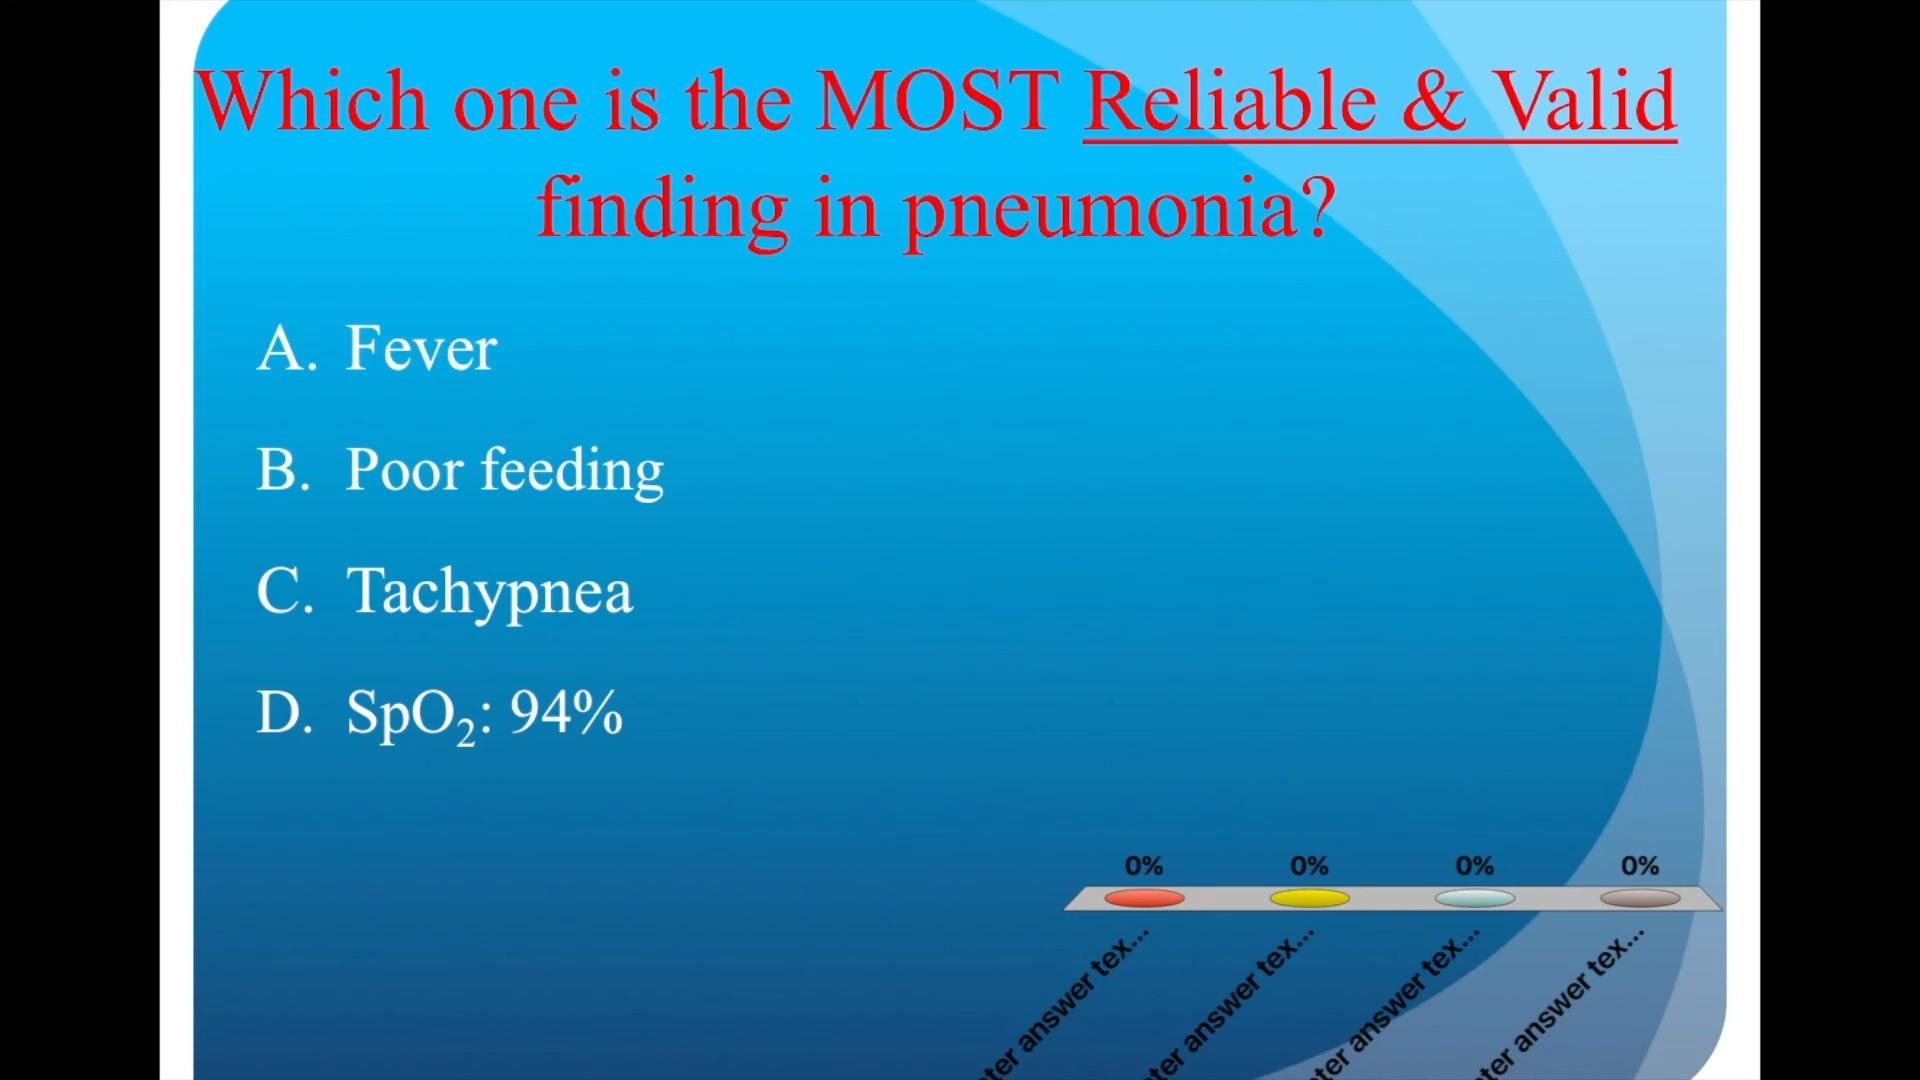 Which one is the MOST Reliable & Valid
finding in pneumonia?
A. Fever
B. Poor feeding
C. Tachypnea
D. SpO₂: 94%
0% 0% 0% 0%
answer tex...
answer tex...
answer tex...
answer tex...